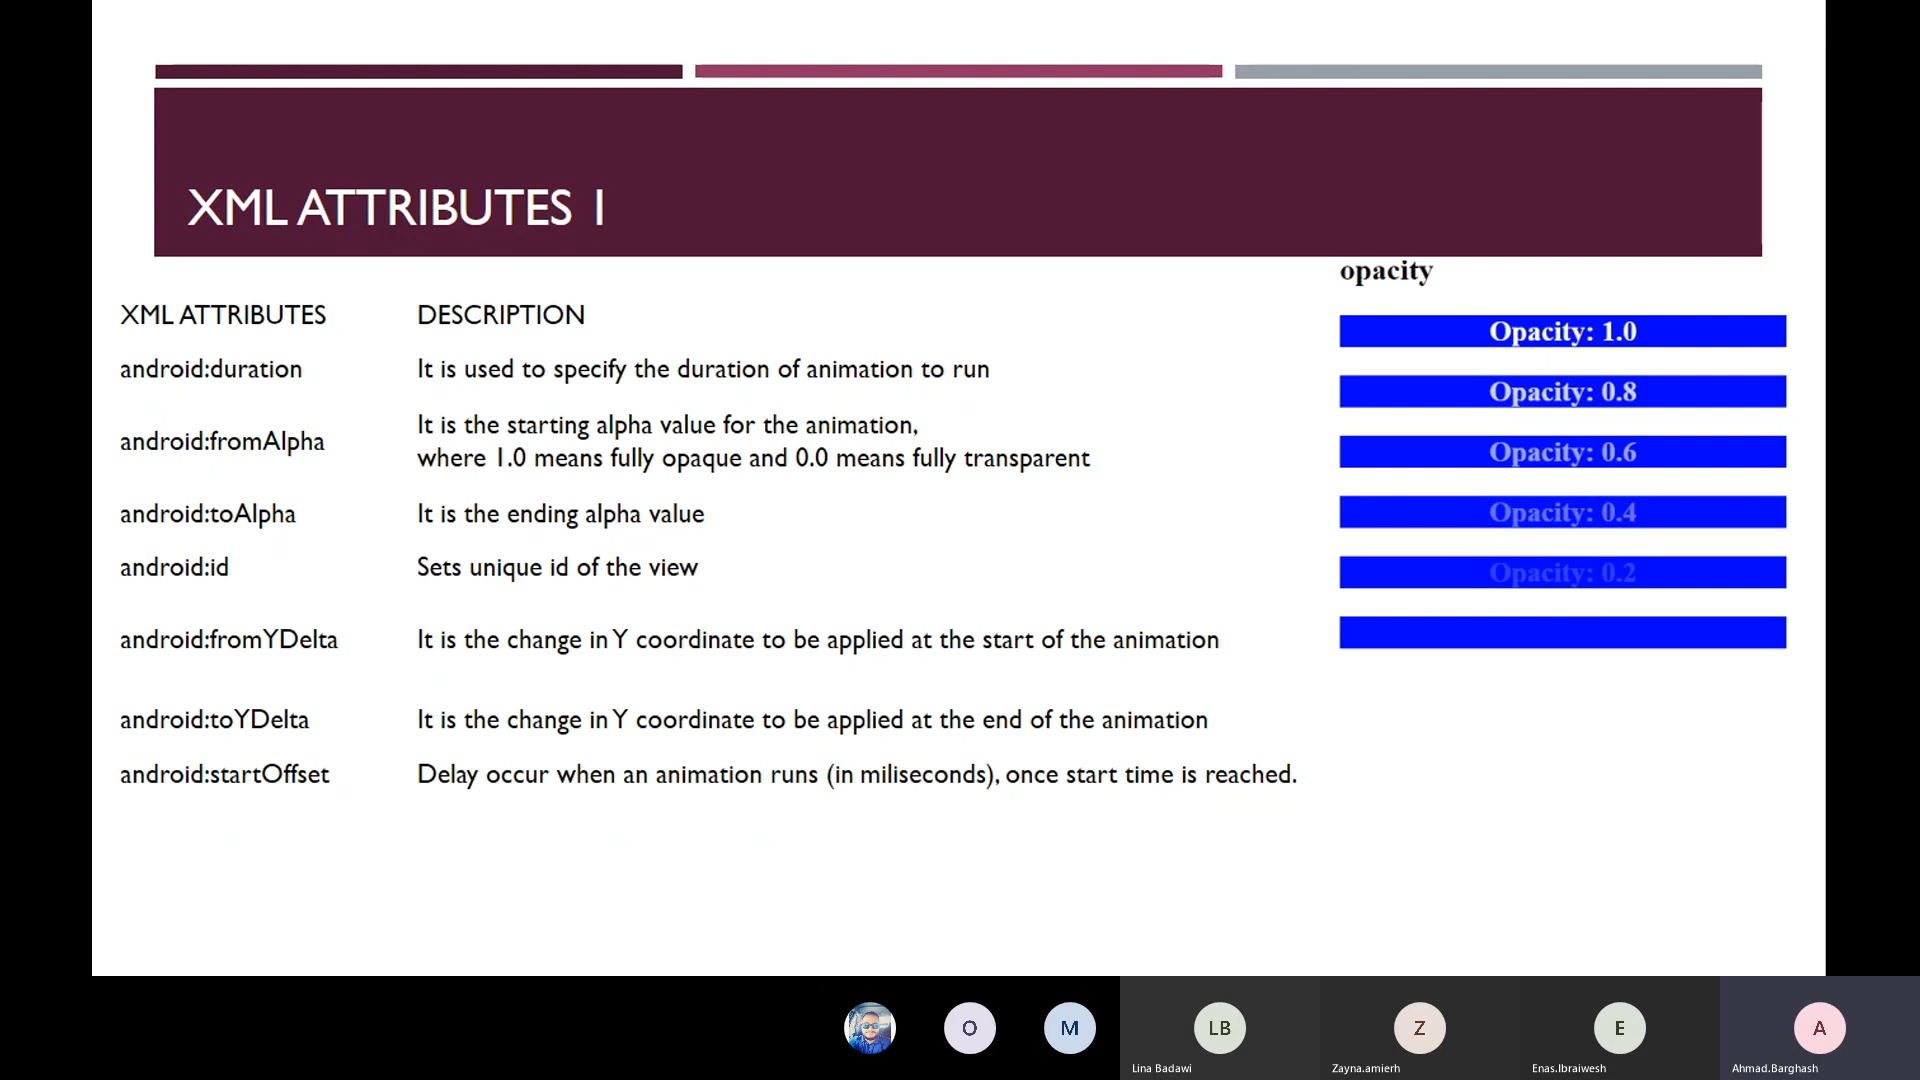 XML ATTRIBUTES 1
opacity
XML ATTRIBUTES DESCRIPTION
android:duration It is used to specify the duration of animation to run
android:fromAlpha It is the starting alpha value for the animation,
where 1.0 means fully opaque and 0.0 means fully transparent
android:toAlpha It is the ending alpha value
android:id Sets unique id of the view
android:fromYDelta It is the change in Y coordinate to be applied at the start of the animation
android:toYDelta It is the change in Y coordinate to be applied at the end of the animation
android:startOffset Delay occur when an animation runs (in miliseconds), once start time is reached.
Opacity: 1.0
Opacity: 0.8
Opacity: 0.6
Opacity: 0.4
Opacity: 0.2
O
M
LB
Z
E
A
Lina Badawi
Zayna.amierh
Enas.Ibraiwesh
Ahmad.Barghash